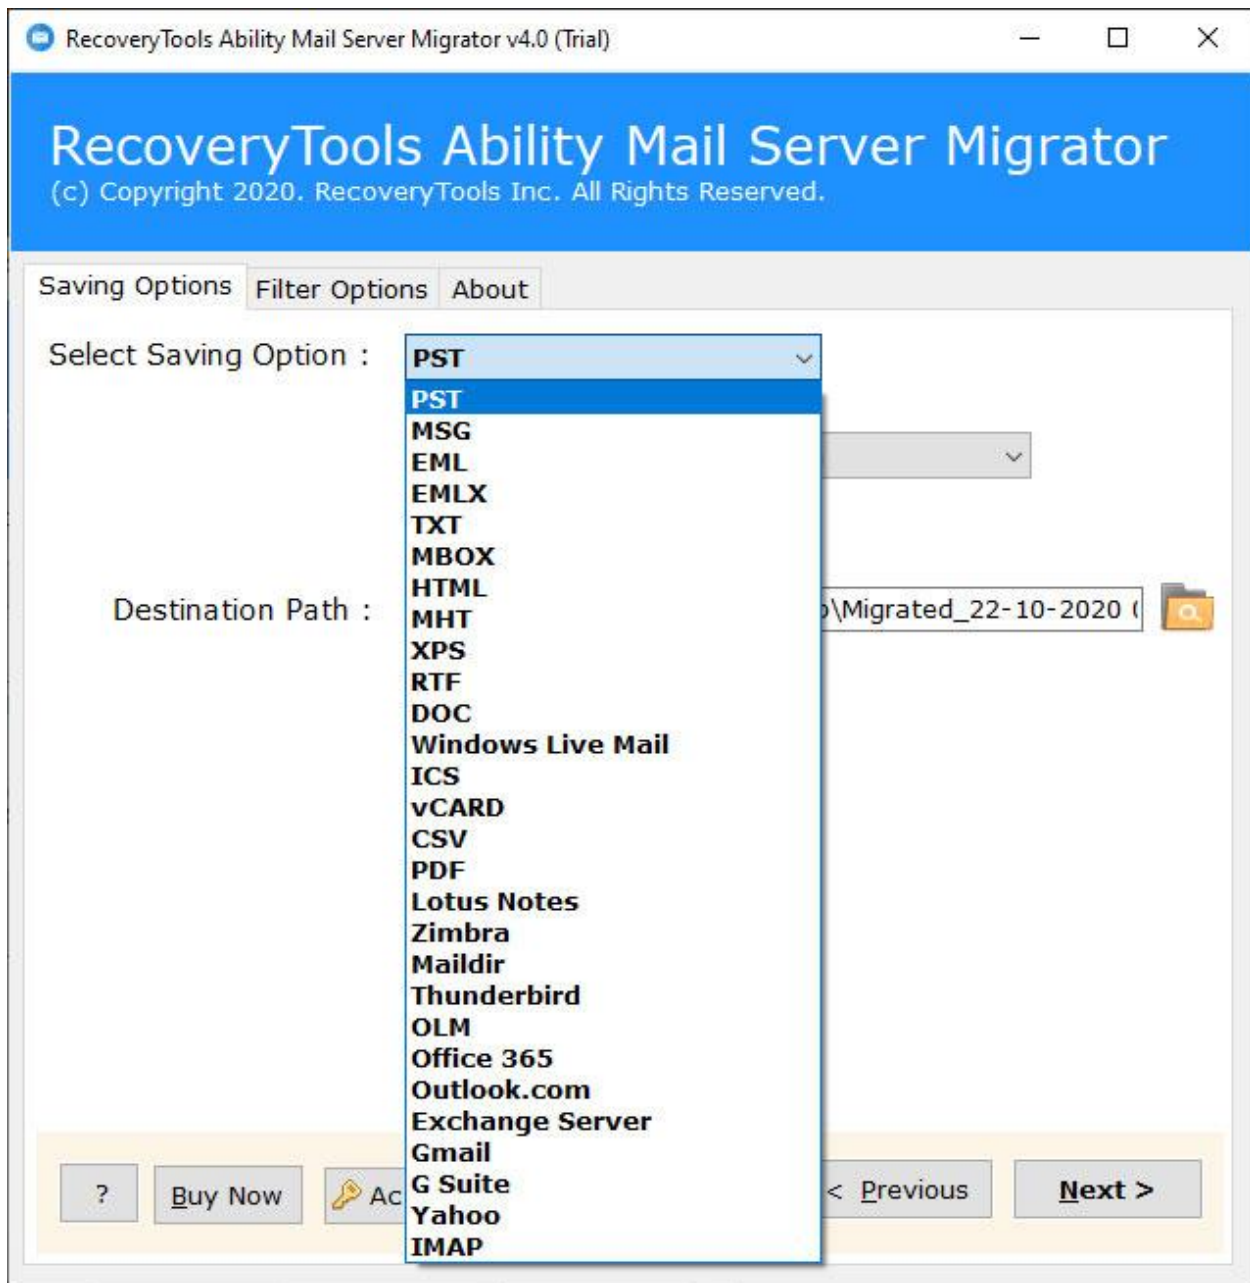 RecoveryTools Ability Mail Server Migrator v4.0 (Trial)
RecoveryTools Ability Mail Server Migrator
(c) Copyright 2020. RecoveryTools Inc. All Rights Reserved.
Saving Options Filter Options About
Select Saving Option : PST
PST
MSG
EML
EMLX
TXT
MBOX
HTML
Destination Path : \Migrated_22-10-2020 (
MHT
XPS
RTF
DOC
Windows Live Mail
ICS
vCARD
CSV
PDF
Lotus Notes
Zimbra
Maildir
Thunderbird
OLM
Office 365
Outlook.com
Exchange Server
Gmail
G Suite
Yahoo
IMAP
? Buy Now Ac < Previous Next >